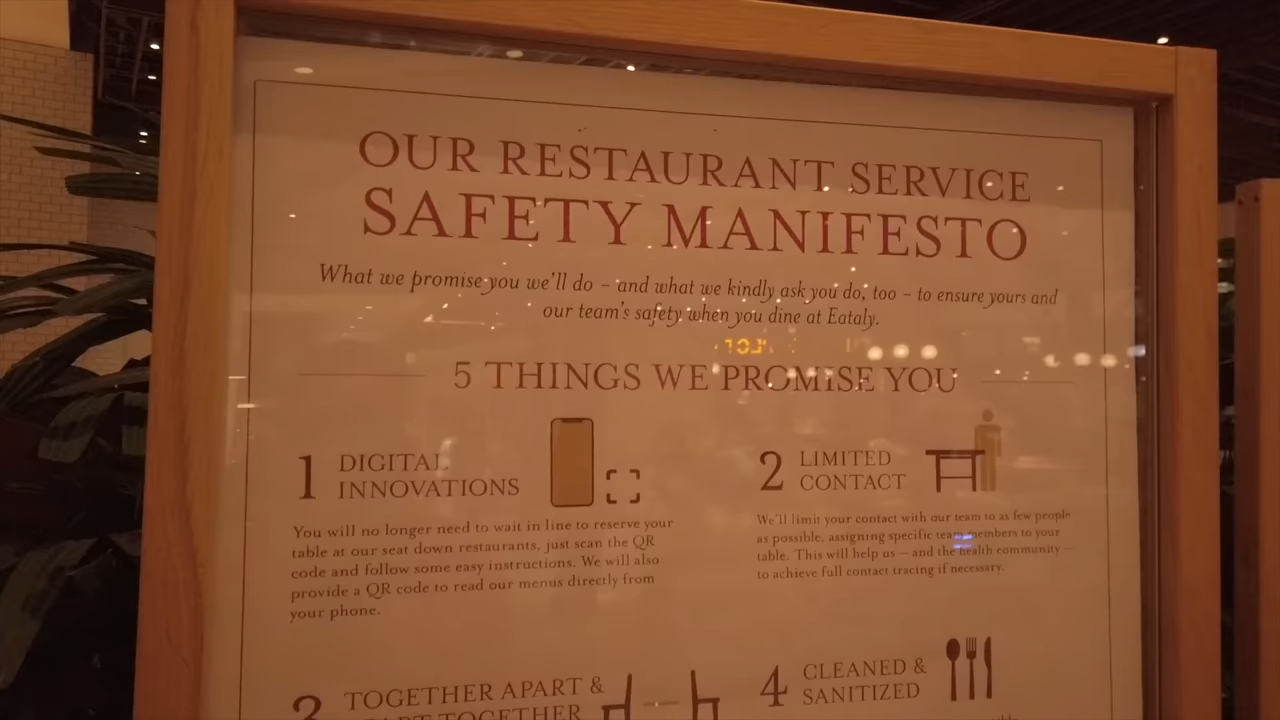 OUR RESTAURANT SERVICE
SAFETY MANIFESTO
What we promise you we'll do – and what we kindly ask you do, too – to ensure yours and
our team's safety when you dine at Eataly.
5 THINGS WE PROMISE YOU
1 DIGITAL
INNOVATIONS
You will no longer need to wait in line to reserve your
table at our seat down restaurants, just scan the QR
code and follow some easy instructions. We will also
provide a QR code to read our menus directly from
your phone.
2 LIMITED
CONTACT
We'll limit your contact with our team to as few people
as possible, assigning specific team members to your
table. This will help us – and the health community –
to achieve full contact tracing if necessary.
3 TOGETHER APART &
APART TOGETHER
4 CLEANED &
SANITIZED